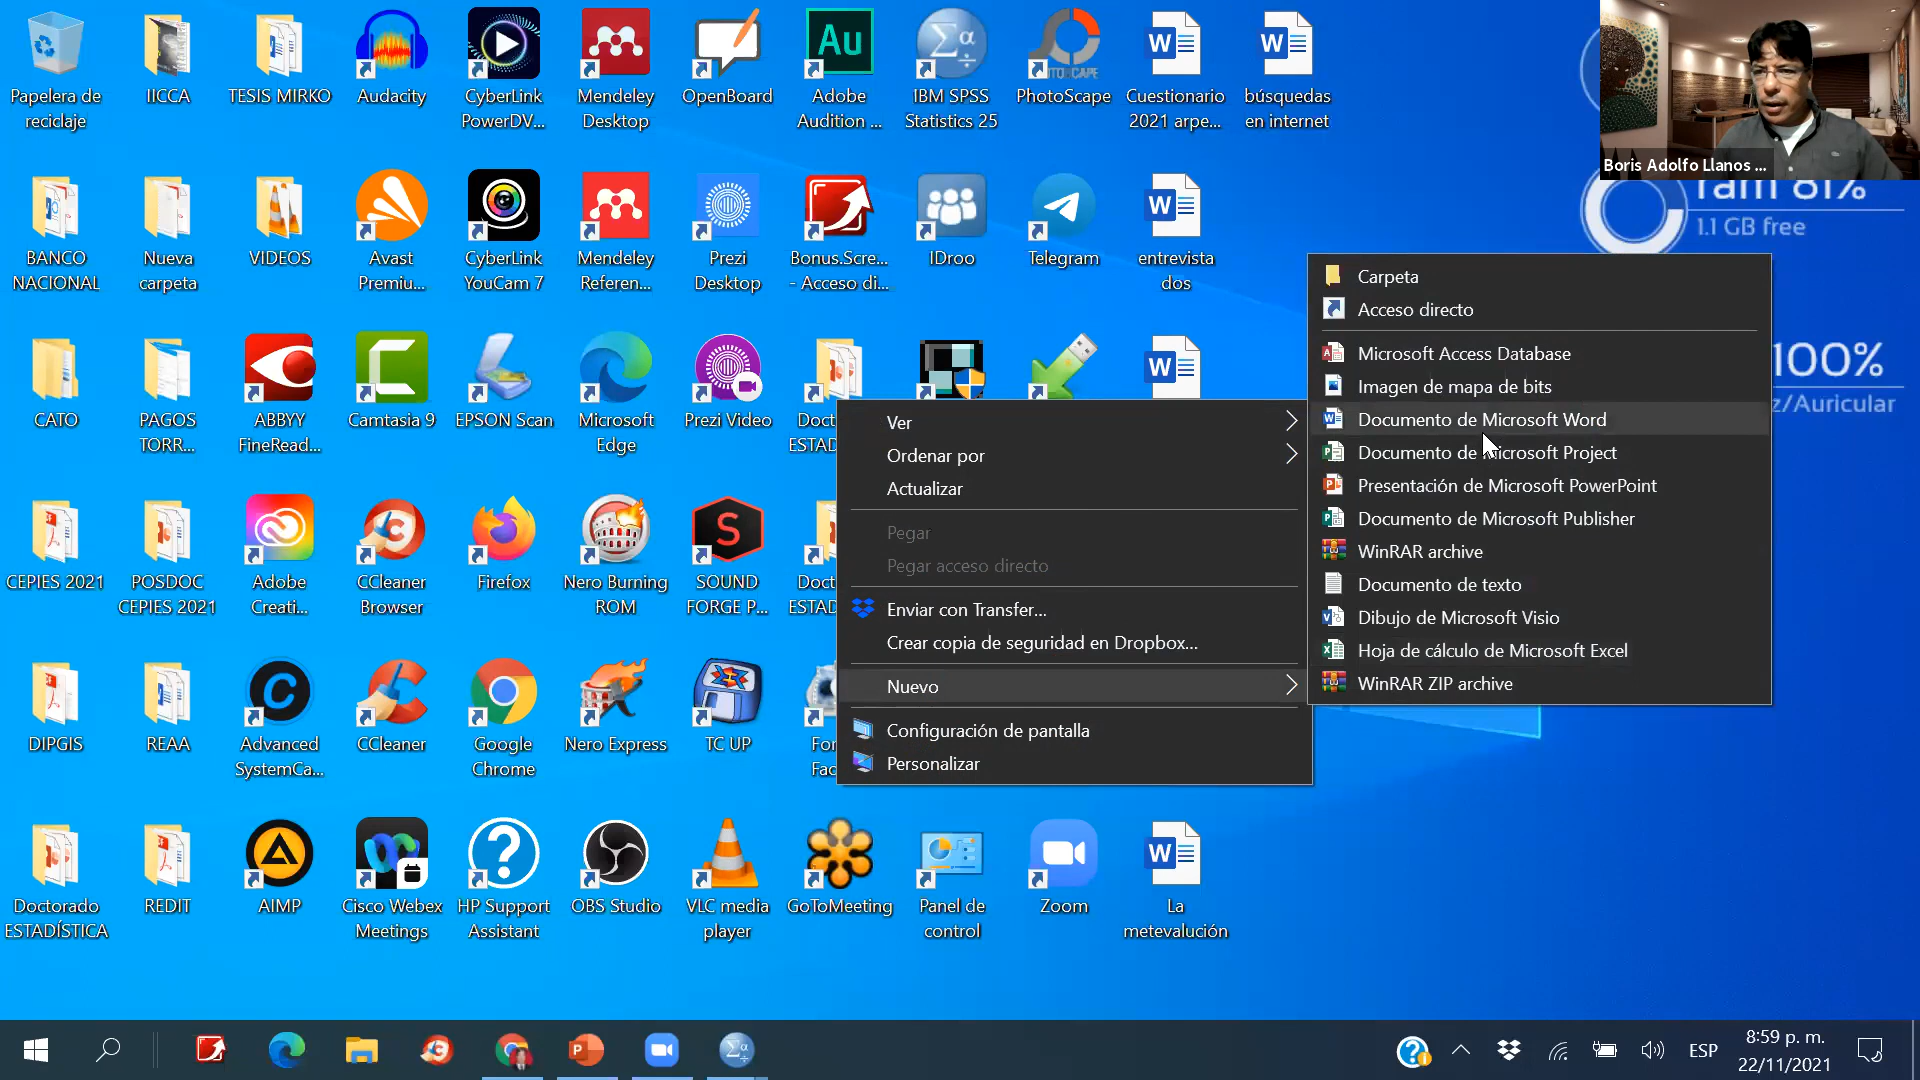 Papelera de
reciclaje
IICCA
TESIS MIRKO
Audacity
CyberLink
PowerDV...
Mendeley
Desktop
OpenBoard
Au
Adobe
Audition ...
Σα
÷
IBM SPSS
Statistics 25
PhotoScape
Cuestionario
2021 arpe...
búsquedas
en internet
Boris Adolfo Llanos ...
ram 81%
1.1 GB free
BANCO
NACIONAL
Nueva
carpeta
VIDEOS
Avast
Premiu...
CyberLink
YouCam 7
Mendeley
Referen...
Prezi
Desktop
Bonus.Scre...
- Acceso di...
IDroo
Telegram
entrevista
dos
100%
z/Auricular
CATO
PAGOS
TORR...
ABBYY
FineRead...
Camtasia 9
EPSON Scan
Microsoft
Edge
Prezi Video
Doct
ESTAD
CEPIES 2021
POSDOC
CEPIES 2021
Adobe
Creati...
CCleaner
Browser
Firefox
Nero Burning
ROM
SOUND
FORGE P...
Doct
ESTAD
DIPGIS
REAA
Advanced
SystemCa...
CCleaner
Google
Chrome
Nero Express
TC UP
For
Fac
Doctorado
ESTADÍSTICA
REDIT
AIMP
Cisco Webex
Meetings
HP Support
Assistant
OBS Studio
VLC media
player
GoToMeeting
Panel de
control
Zoom
La
metevalución
Ver
Ordenar por
Actualizar
Pegar
Pegar acceso directo
Enviar con Transfer...
Crear copia de seguridad en Dropbox...
Nuevo
Configuración de pantalla
Personalizar
Carpeta
Acceso directo
Microsoft Access Database
Imagen de mapa de bits
Documento de Microsoft Word
Documento de Microsoft Project
Presentación de Microsoft PowerPoint
Documento de Microsoft Publisher
WinRAR archive
Documento de texto
Dibujo de Microsoft Visio
Hoja de cálculo de Microsoft Excel
WinRAR ZIP archive
ESP
8:59 p. m.
22/11/2021